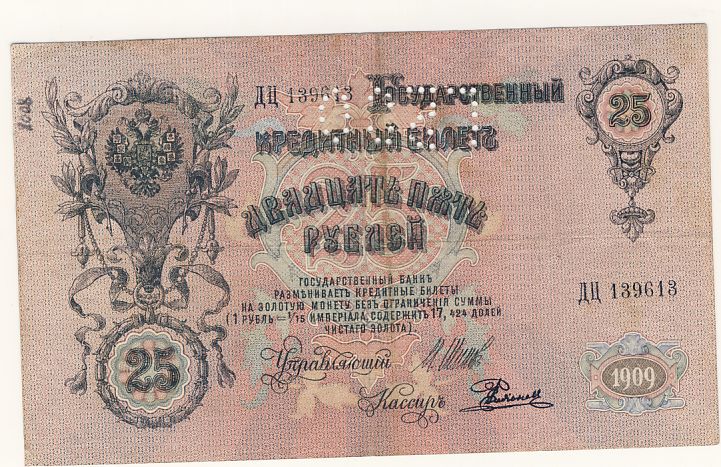 ДЦ 139613 Государственный
25
Кредитный Билетъ
Двадцать пять
рублей
25
ГОСУДАРСТВЕННЫЙ БАНКЪ
РАЗМѢНИВАЕТЪ КРЕДИТНЫЕ БИЛЕТЫ
НА ЗОЛОТУЮ МОНЕТУ БЕЗЪ ОГРАНИЧЕНІЯ СУММЫ
(1 РУБЛЬ = 1/15 ИМПЕРІАЛА, СОДЕРЖИТЪ 17,424 ДОЛЕЙ
ЧИСТАГО ЗОЛОТА).
ДЦ 139613
Управляющій
25
Кассиръ
1909